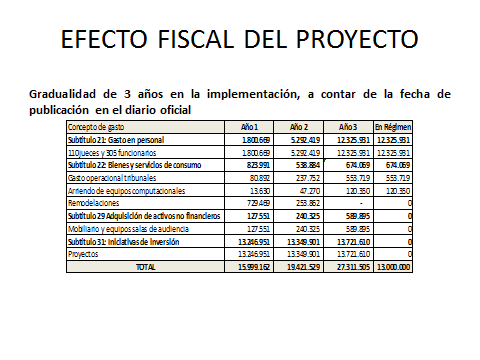 EFECTO FISCAL DEL PROYECTO
Gradualidad de 3 años en la implementación, a contar de la fecha de
publicación en el diario oficial
Concepto de gasto Año 1 Año 2 Año 3 En Régimen
Subtítulo 21: Gasto en personal 1.800.669 5.292.419 12.325.931 12.325.931
110 jueces y 305 funcionarios 1.800.669 5.292.419 12.325.931 12.325.931
Subtítulo 22: Bienes y servicios de consumo 823.991 538.884 674.069 674.069
Gasto operacional tribunales 80.892 237.752 553.719 553.719
Arriendo de equipos computacionales 13.630 47.270 120.350 120.350
Remodelaciones 729.469 253.862 - 0
Subtítulo 29 Adquisición de activos no financieros 127.551 240.325 589.895 0
Mobiliario y equipos salas de audiencia 127.551 240.325 589.895 0
Subtítulo 31: Iniciativas de inversión 13.246.951 13.349.901 13.721.610 0
Proyectos 13.246.951 13.349.901 13.721.610 0
TOTAL 15.999.162 19.421.529 27.311.505 13.000.000